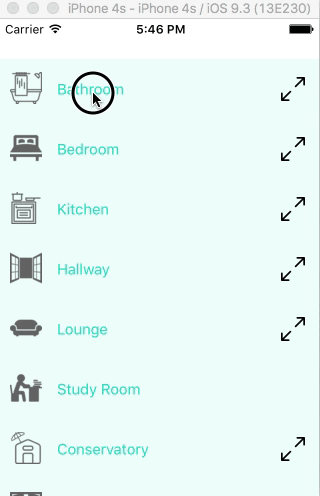 iPhone 4s - iPhone 4s / iOS 9.3 (13E230)
Carrier 5:46 PM
Bathroom
Bedroom
Kitchen
Hallway
Lounge
Study Room
Conservatory